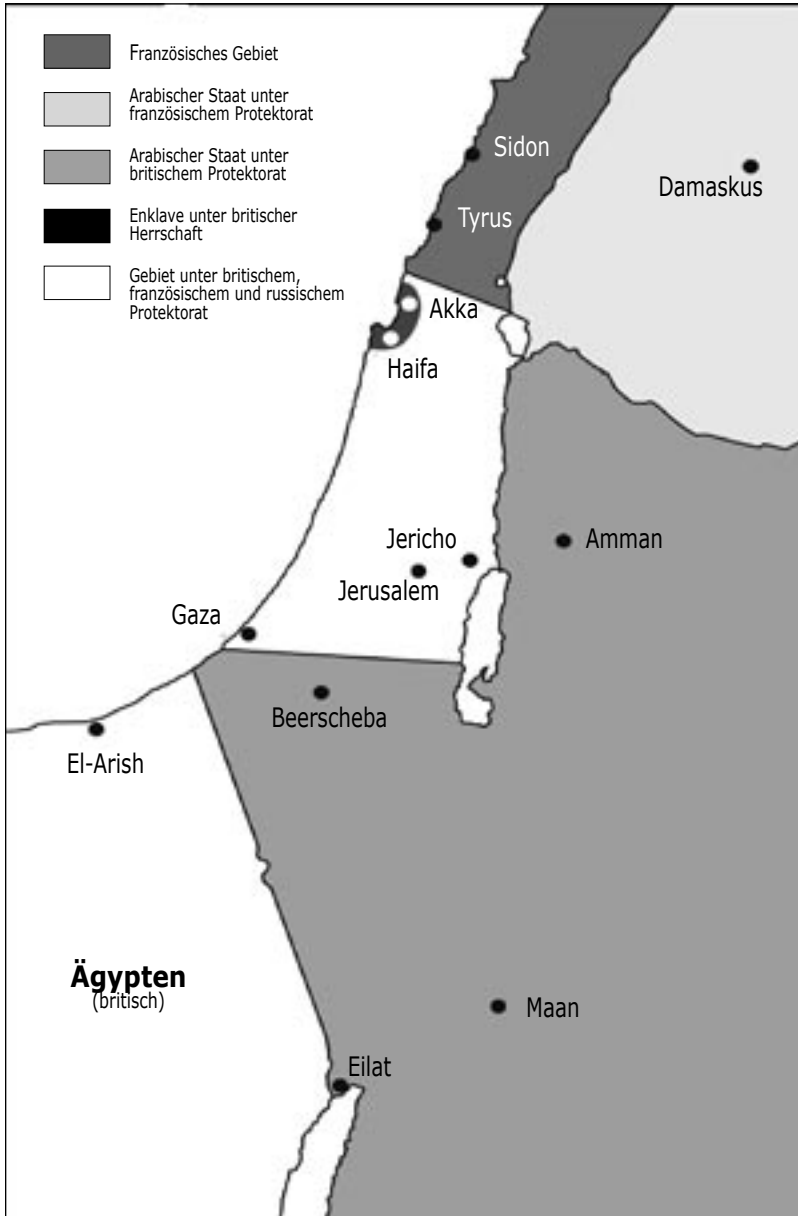 Französisches Gebiet
Arabischer Staat unter
französischem Protektorat
Arabischer Staat unter
britischem Protektorat
Enklave unter britischer
Herrschaft
Gebiet unter britischem,
französischem und russischem
Protektorat
Sidon
Damaskus
Tyrus
Akka
Haifa
Jericho
Amman
Jerusalem
Gaza
Beerscheba
El-Arish
Ägypten
(britisch)
Maan
Eilat